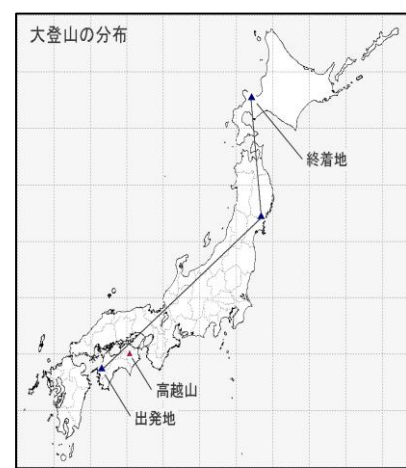 大登山の分布
終着地
高越山
出発地